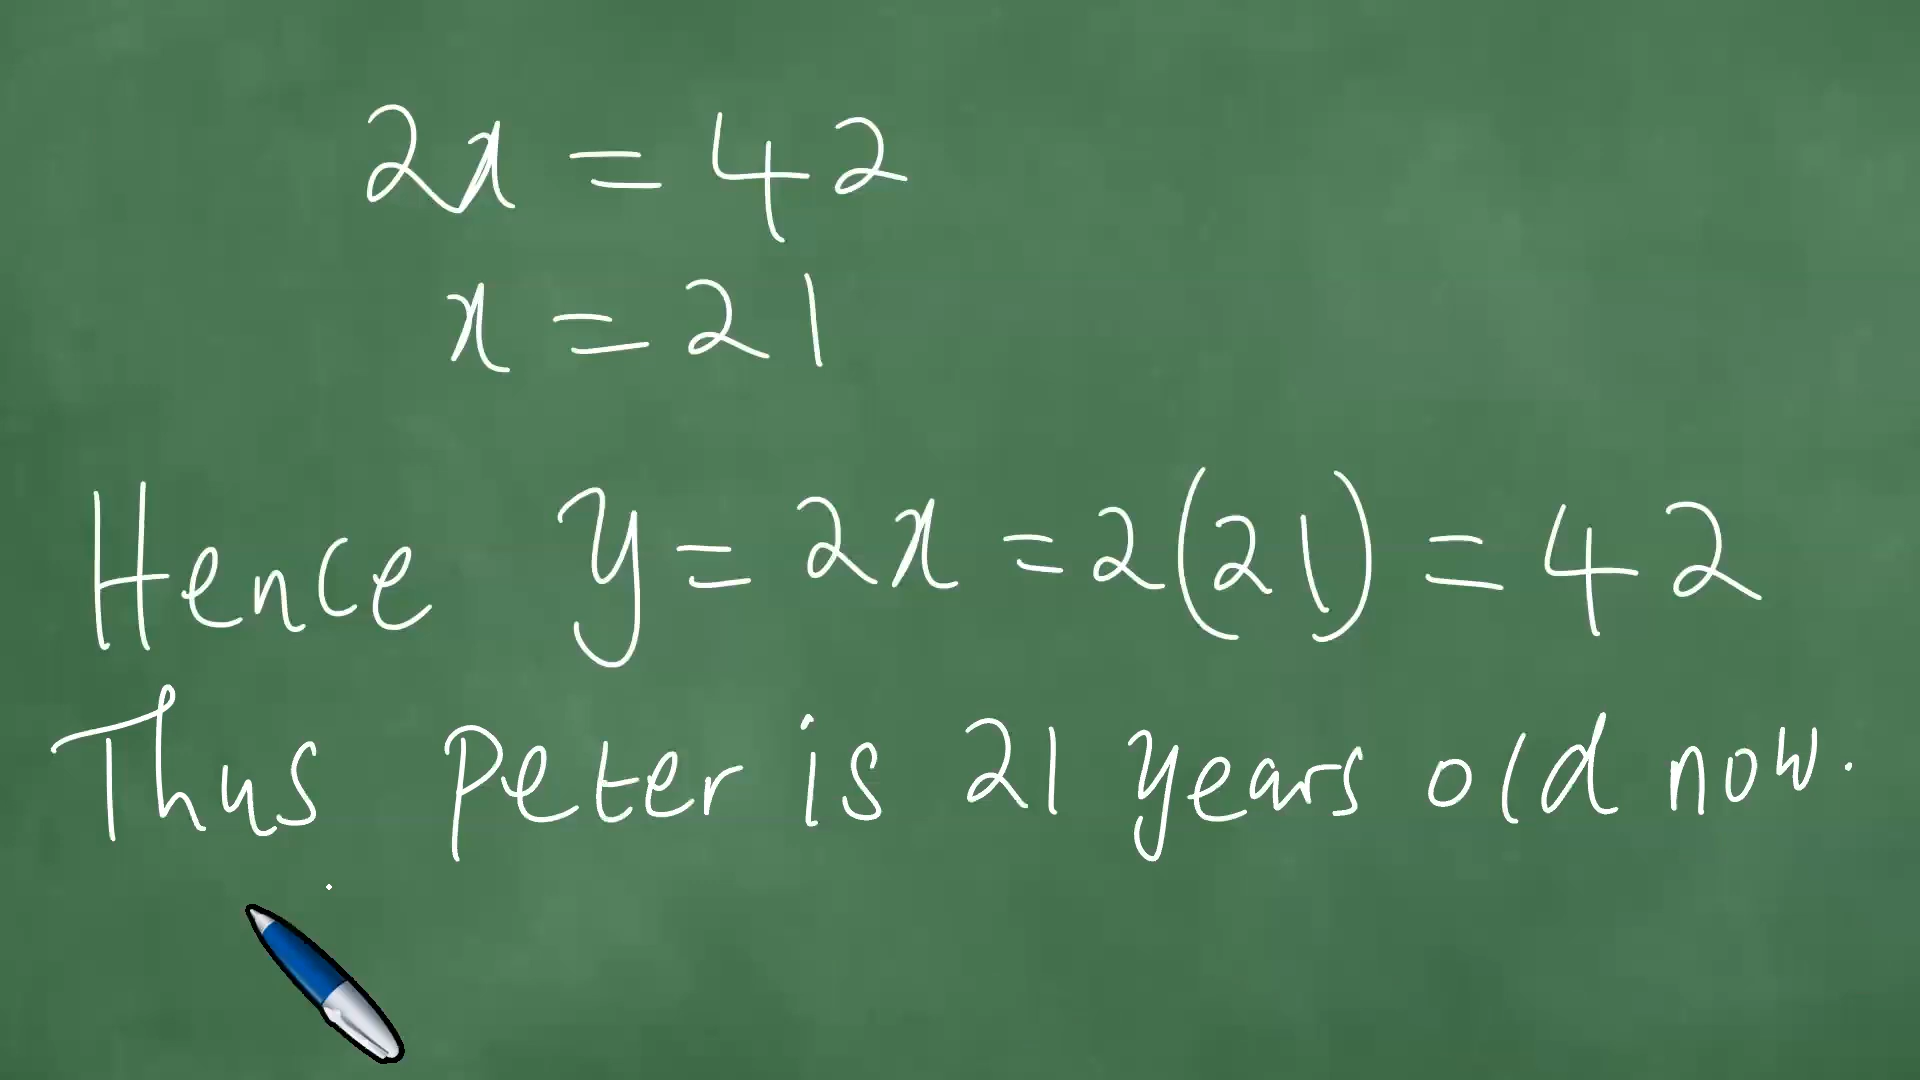 2x = 42
x = 21
Hence y = 2x = 2(21) = 42
Thus Peter is 21 years old now.